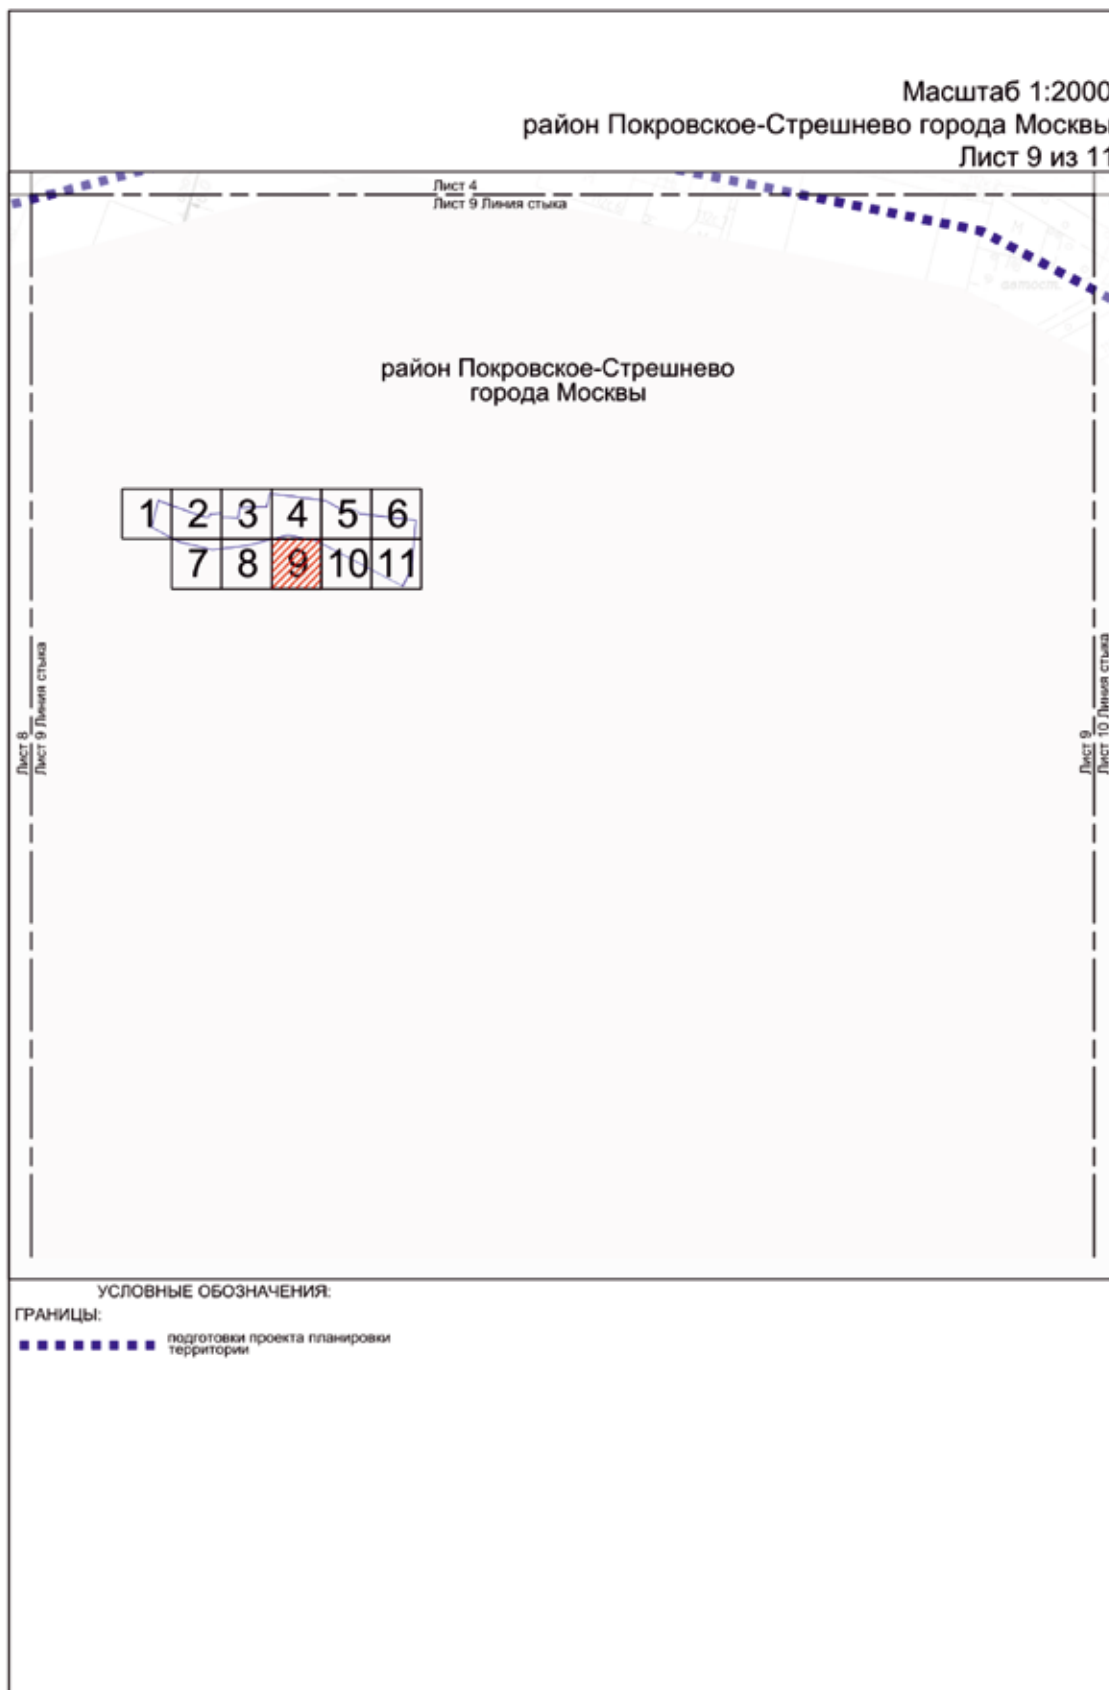 Масштаб 1:2000
район Покровское-Стрешнево города Москвы
Лист 9 из 11
Лист 4
Лист 9 Линия стыка
автост.
район Покровское-Стрешнево
города Москвы
1 2 3 4 5 6
7 8 9 10 11
Лист 8
Лист 9 Линия стыка
Лист 9
Лист 10 Линия стыка
УСЛОВНЫЕ ОБОЗНАЧЕНИЯ:
ГРАНИЦЫ:
подготовки проекта планировки
территории